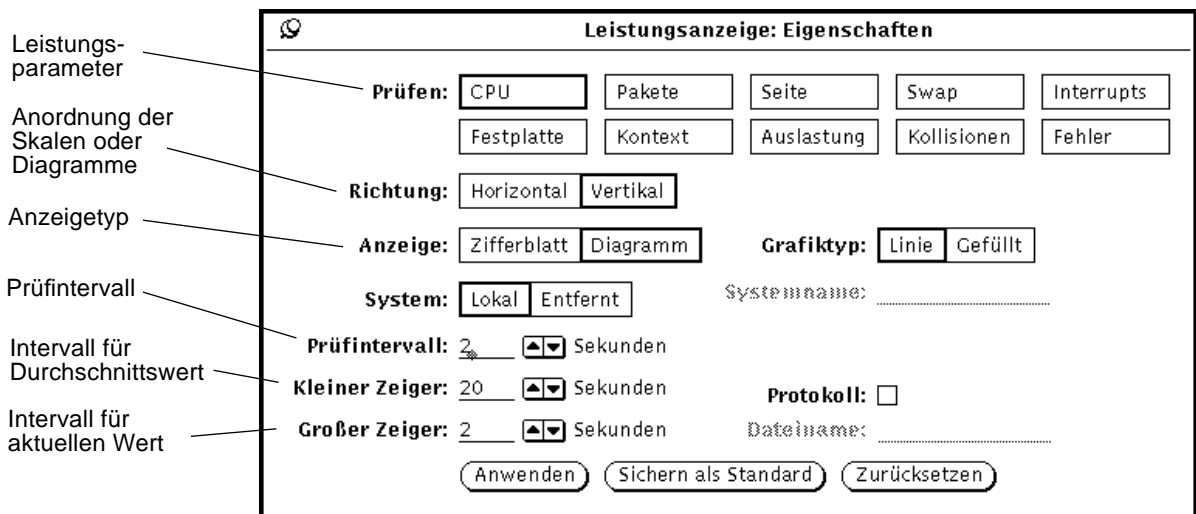 Leistungsanzeige: Eigenschaften
Leistungs-
parameter
Prüfen: CPU Pakete Seite Swap Interrupts
Festplatte Kontext Auslastung Kollisionen Fehler
Anordnung der
Skalen oder
Diagramme
Richtung: Horizontal Vertikal
Anzeigetyp
Anzeige: Zifferblatt Diagramm Grafiktyp: Linie Gefüllt
System: Lokal Entfernt Systemname:
Prüfintervall
Prüfintervall: 2 Sekunden
Intervall für
Durchschnittswert
Kleiner Zeiger: 20 Sekunden Protokoll:
Intervall für
aktuellen Wert
Großer Zeiger: 2 Sekunden Dateiname:
Anwenden Sichern als Standard Zurücksetzen